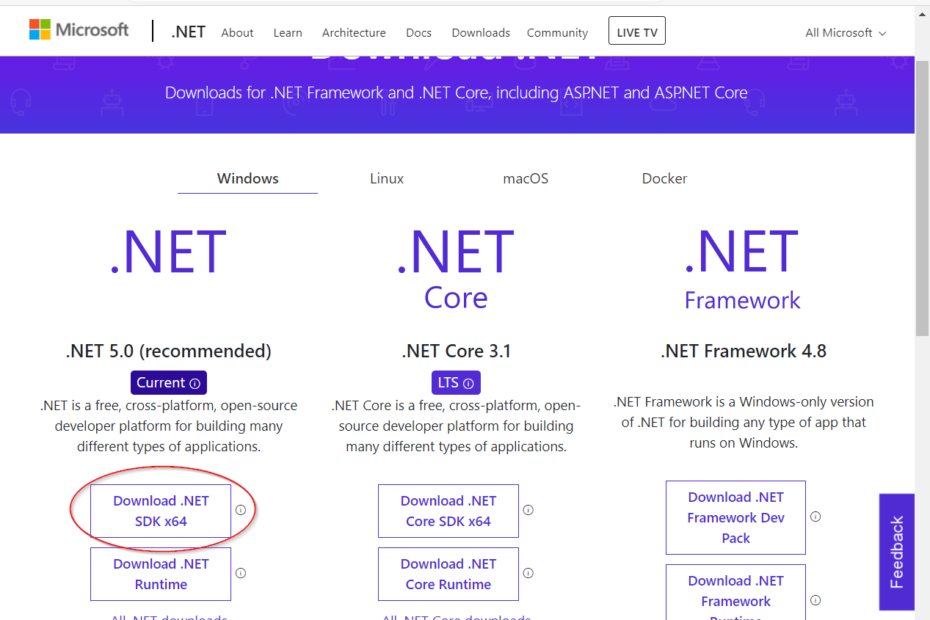 Microsoft
.NET
About
Learn
Architecture
Docs
Downloads
Community
LIVE TV
All Microsoft
Download .NET
Downloads for .NET Framework and .NET Core, including ASP.NET and ASP.NET Core
Windows
Linux
macOS
Docker
.NET
.NET 5.0 (recommended)
Current
.NET is a free, cross-platform, open-source
developer platform for building many
different types of applications.
Download .NET
SDK x64
Download .NET
Runtime
All .NET downloads
.NET
Core
.NET Core 3.1
LTS
.NET Core is a free, cross-platform, open-
source developer platform for building
many different types of applications.
Download .NET
Core SDK x64
Download .NET
Core Runtime
All .NET Core downloads
.NET
Framework
.NET Framework 4.8
.NET Framework is a Windows-only version
of .NET for building any type of app that
runs on Windows.
Download .NET
Framework Dev
Pack
Download .NET
Framework
Runtime
Feedback